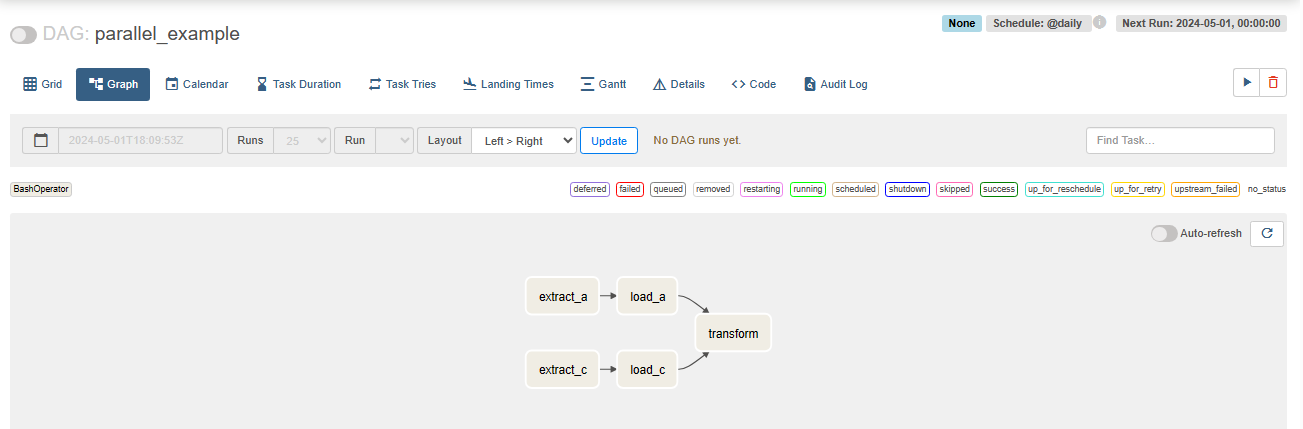 DAG: parallel_example
None Schedule: @daily i Next Run: 2024-05-01, 00:00:00
Grid Graph Calendar Task Duration Task Tries Landing Times Gantt Details Code Audit Log
2024-05-01T18:09:53Z Runs 25 Run Layout Left > Right Update No DAG runs yet. Find Task...
BashOperator deferred failed queued removed restarting running scheduled shutdown skipped success up_for_reschedule up_for_retry upstream_failed no_status
Auto-refresh
extract_a load_a
transform
extract_c load_c